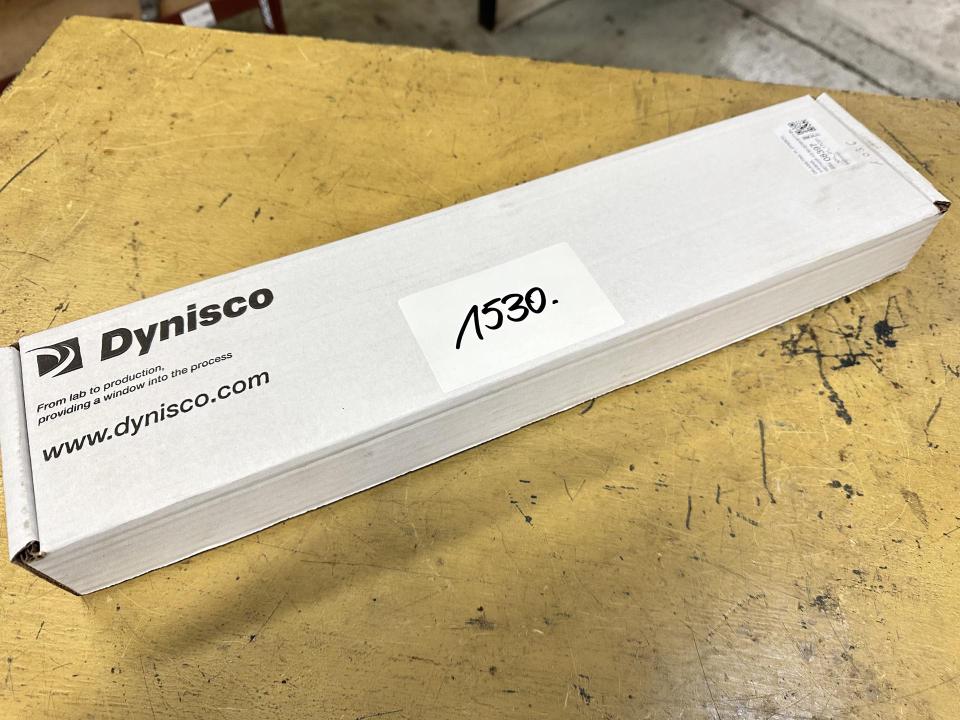 Dynisco
From lab to production,
providing a window into the process
www.dynisco.com
1530.